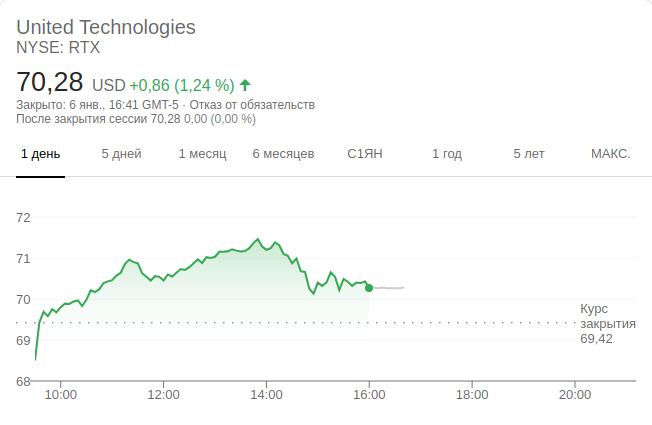 United Technologies
NYSE: RTX
70,28 USD +0,86 (1,24 %)
Закрыто: 6 янв., 16:41 GMT-5 · Отказ от обязательств
После закрытия сессии 70,28 0,00 (0,00 %)
1 день 5 дней 1 месяц 6 месяцев С1ЯН 1 год 5 лет МАКС.
72
71
70
Курс
закрытия
69,42
69
68
10:00 12:00 14:00 16:00 18:00 20:00